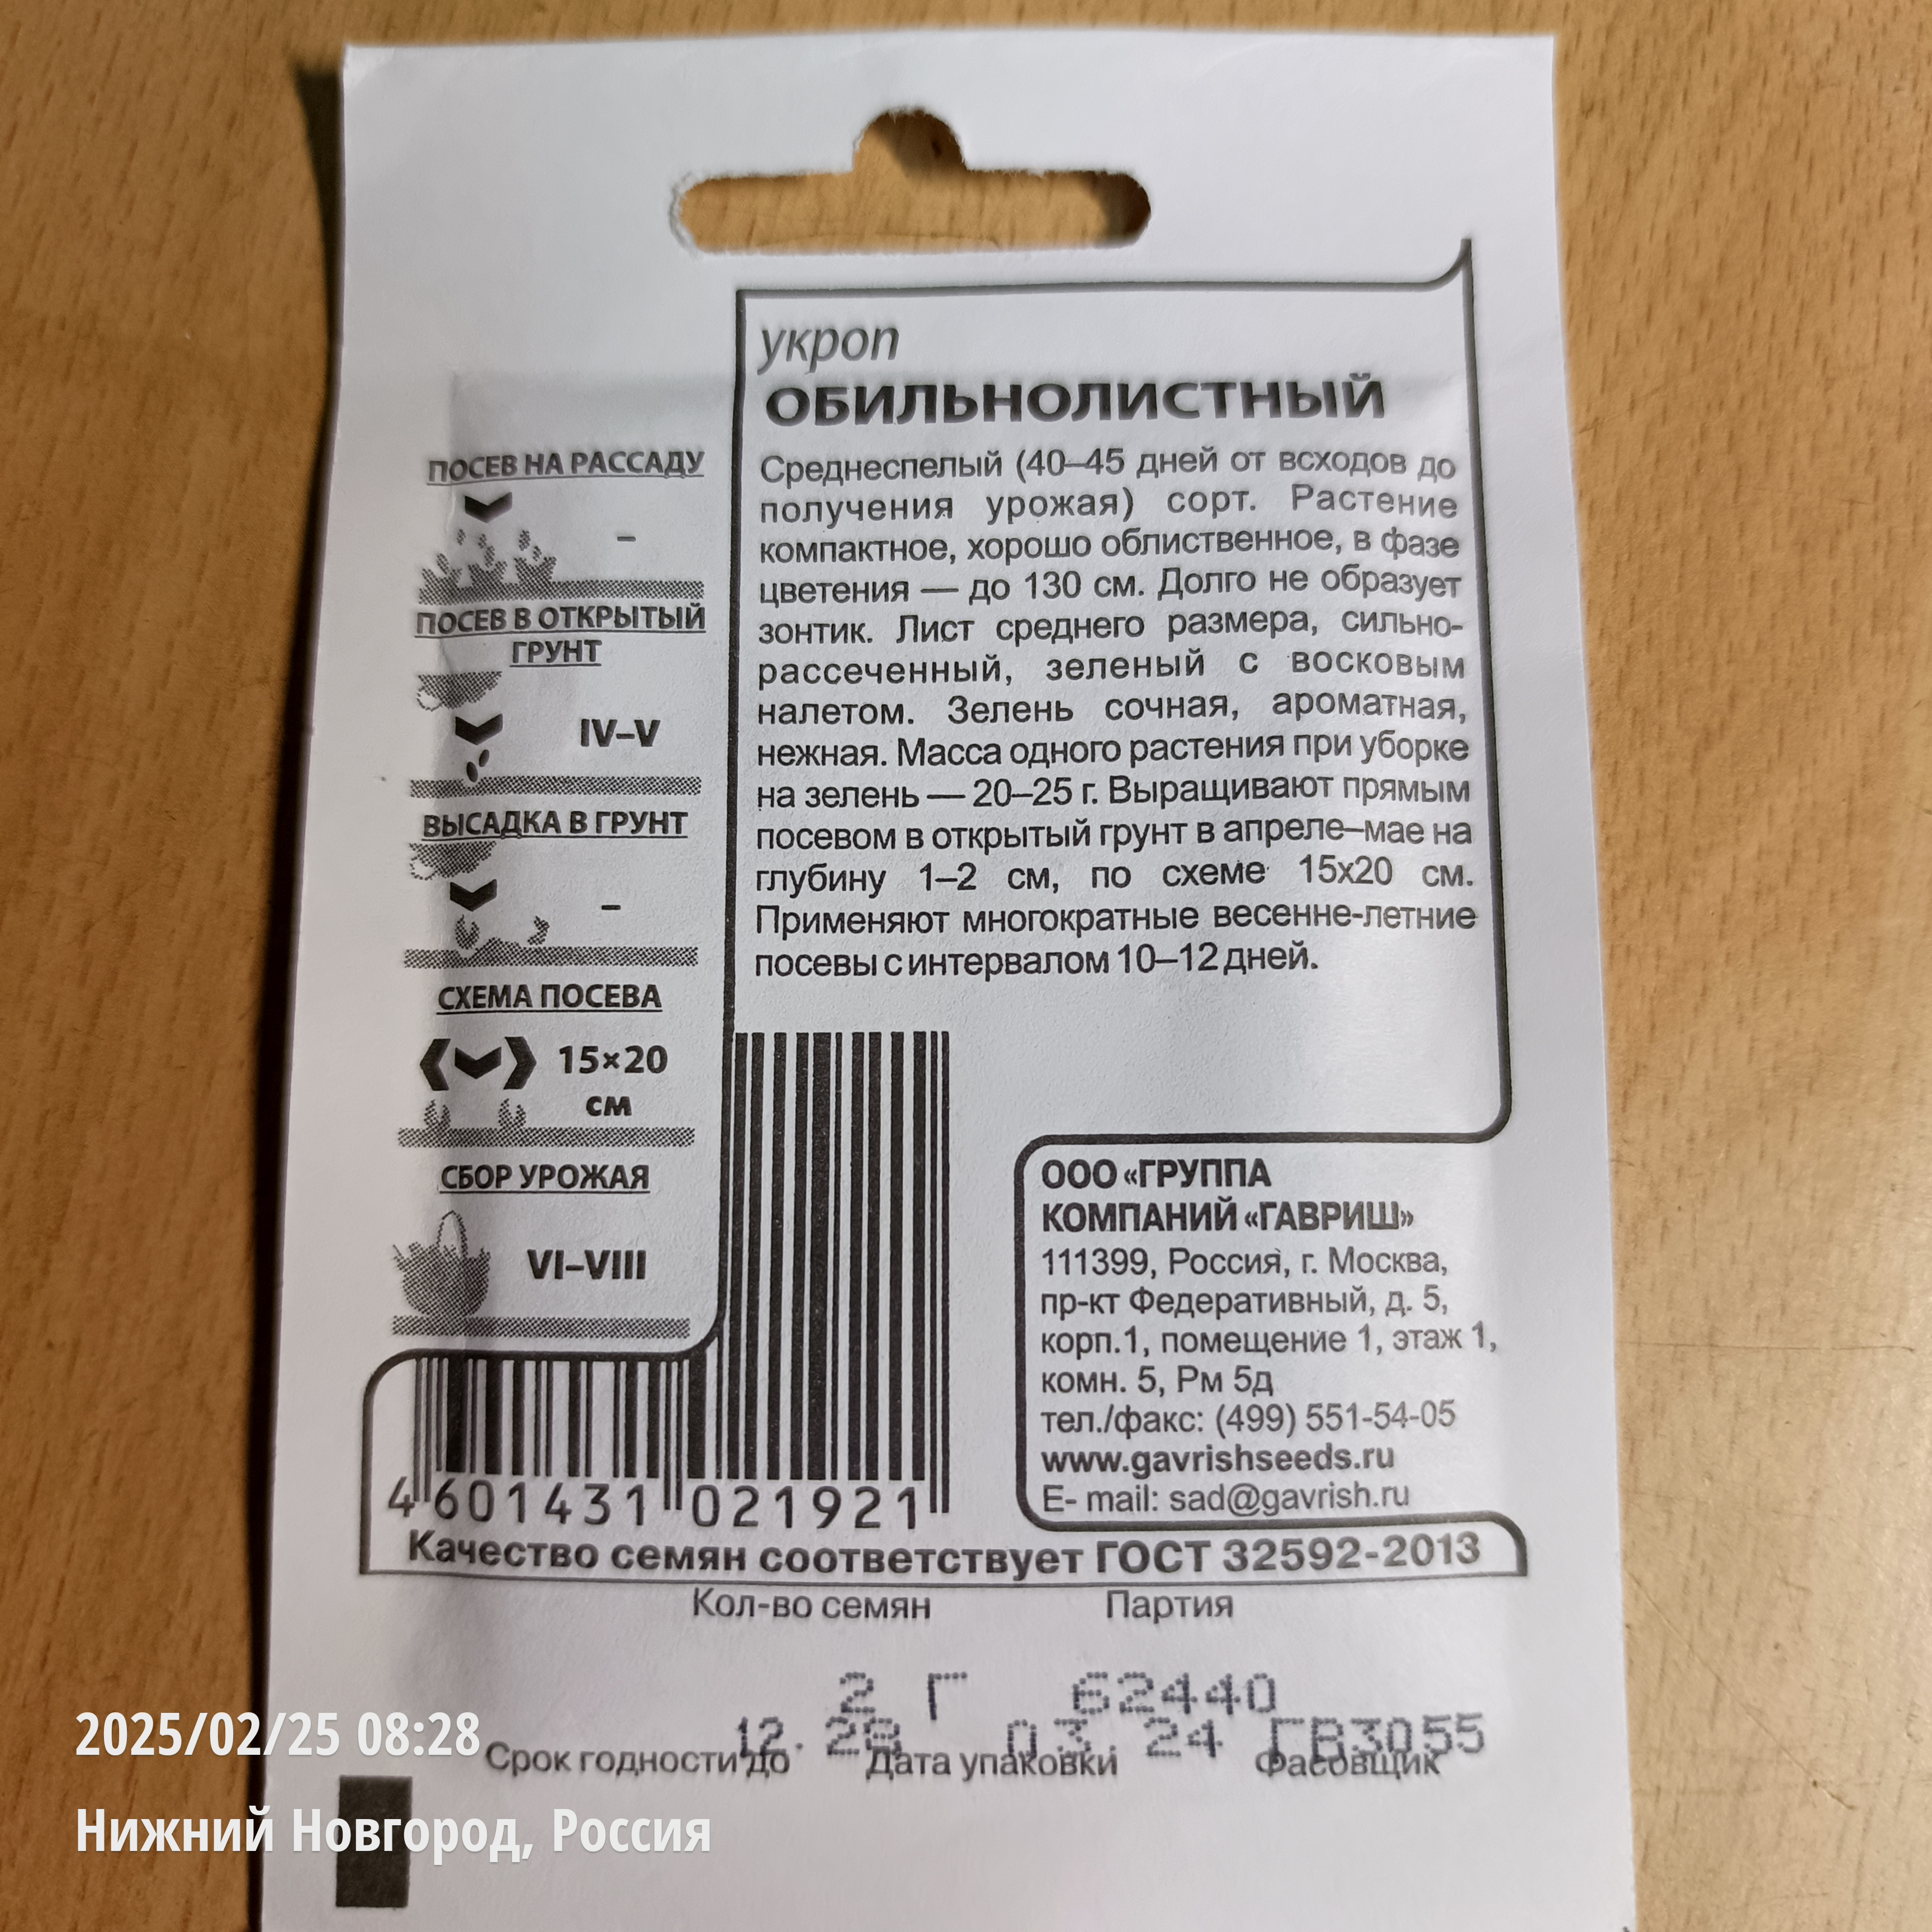 укроп
ОБИЛЬНОЛИСТНЫЙ
Среднеспелый (40–45 дней от всходов до
получения урожая) сорт. Растение
компактное, хорошо облиственное, в фазе
цветения — до 130 см. Долго не образует
зонтик. Лист среднего размера, сильно-
рассеченный, зеленый с восковым
налетом. Зелень сочная, ароматная,
нежная. Масса одного растения при уборке
на зелень — 20–25 г. Выращивают прямым
посевом в открытый грунт в апреле–мае на
глубину 1–2 см, по схеме 15х20 см.
Применяют многократные весенне-летние
посевы с интервалом 10–12 дней.
ПОСЕВ НА РАССАДУ
–
ПОСЕВ В ОТКРЫТЫЙ
ГРУНТ
IV–V
ВЫСАДКА В ГРУНТ
–
СХЕМА ПОСЕВА
15×20
см
СБОР УРОЖАЯ
VI–VIII
ООО «ГРУППА
КОМПАНИЙ «ГАВРИШ»
111399, Россия, г. Москва,
пр-кт Федеративный, д. 5,
корп.1, помещение 1, этаж 1,
комн. 5, Рм 5д
тел./факс: (499) 551-54-05
www.gavrishseeds.ru
E- mail: sad@gavrish.ru
4 601431 021921
Качество семян соответствует ГОСТ 32592-2013
Кол-во семян Партия
2 Г 62440
12. 28 03. 24 ГВ3055
Срок годности до Дата упаковки Фасовщик
2025/02/25 08:28
Нижний Новгород, Россия